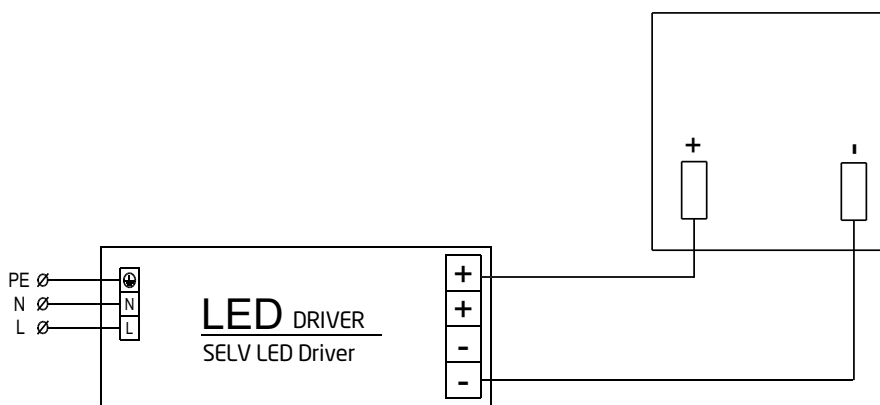 + -
PE
N
L
N
L
LED DRIVER
SELV LED Driver
+
+
-
-